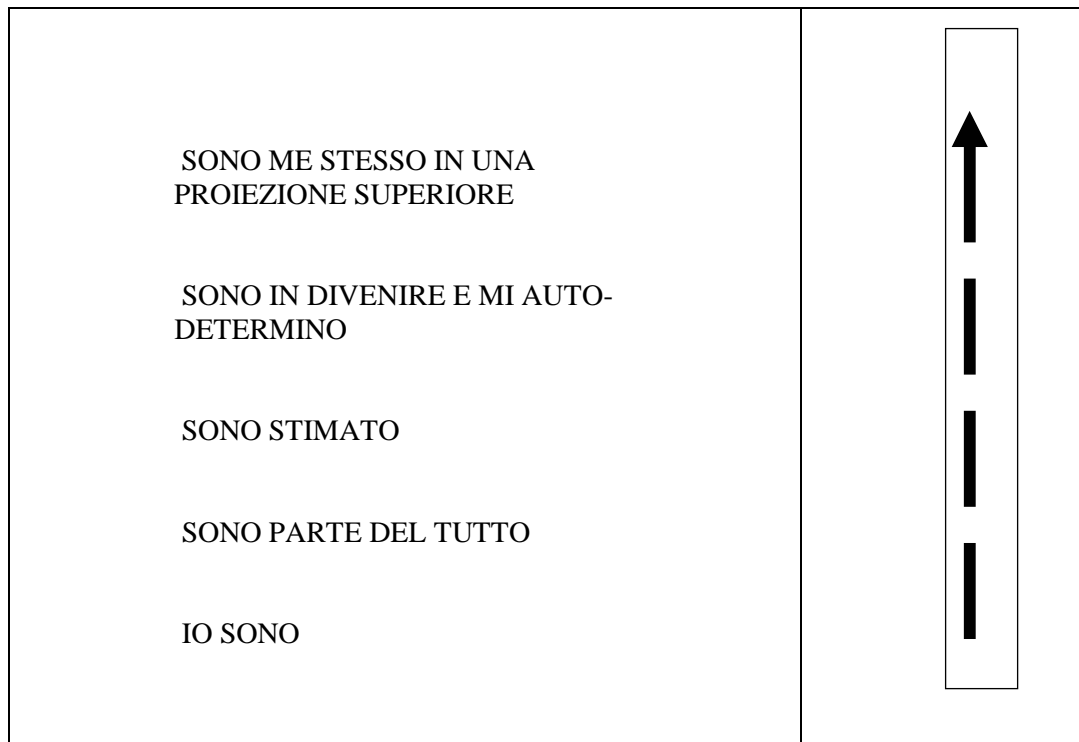 SONO ME STESSO IN UNA
PROIEZIONE SUPERIORE
SONO IN DIVENIRE E MI AUTO-
DETERMINO
SONO STIMATO
SONO PARTE DEL TUTTO
IO SONO